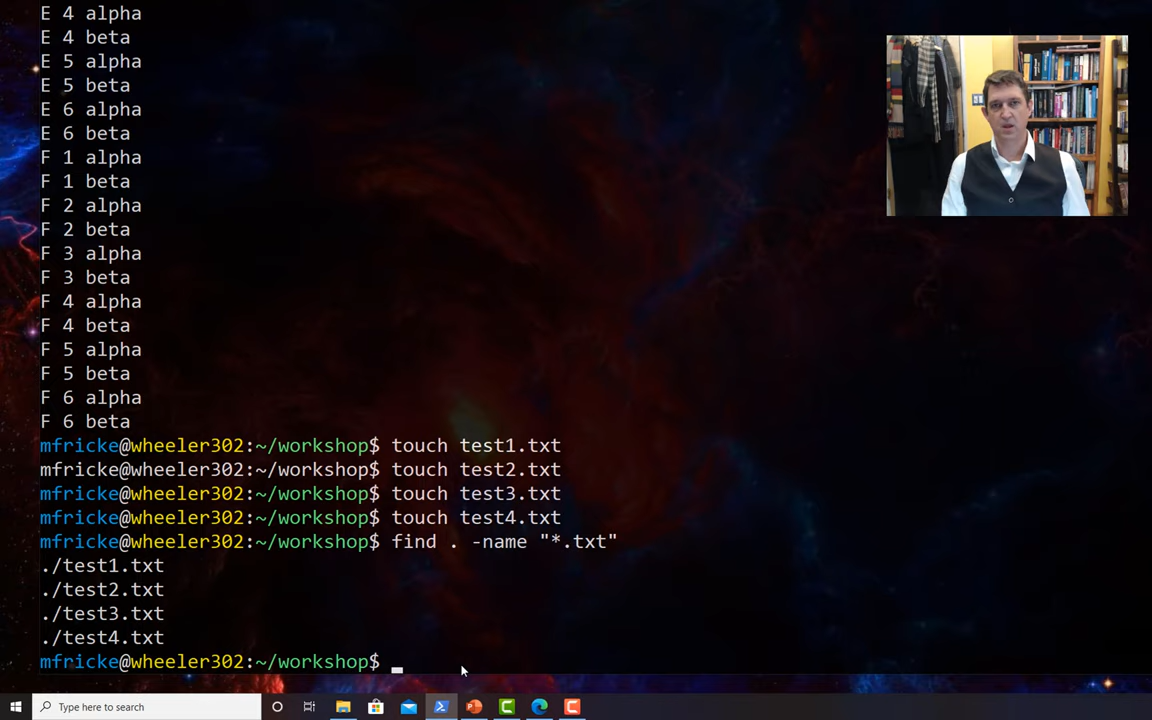 E 4 alpha
E 4 beta
E 5 alpha
E 5 beta
E 6 alpha
E 6 beta
F 1 alpha
F 1 beta
F 2 alpha
F 2 beta
F 3 alpha
F 3 beta
F 4 alpha
F 4 beta
F 5 alpha
F 5 beta
F 6 alpha
F 6 beta
mfricke@wheeler302:~/workshop$ touch test1.txt
mfricke@wheeler302:~/workshop$ touch test2.txt
mfricke@wheeler302:~/workshop$ touch test3.txt
mfricke@wheeler302:~/workshop$ touch test4.txt
mfricke@wheeler302:~/workshop$ find . -name "*.txt"
./test1.txt
./test2.txt
./test3.txt
./test4.txt
mfricke@wheeler302:~/workshop$
Type here to search